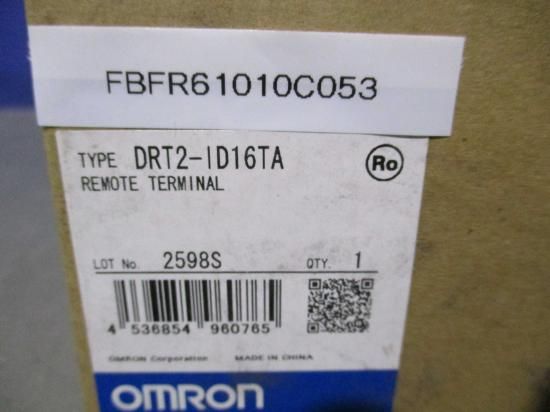 FBFR61010C053
TYPE DRT2-ID16TA Ro
REMOTE TERMINAL
LOT No. 2598S QTY. 1
4 536854 960765
OMRON Corporation MADE IN CHINA
OMRON